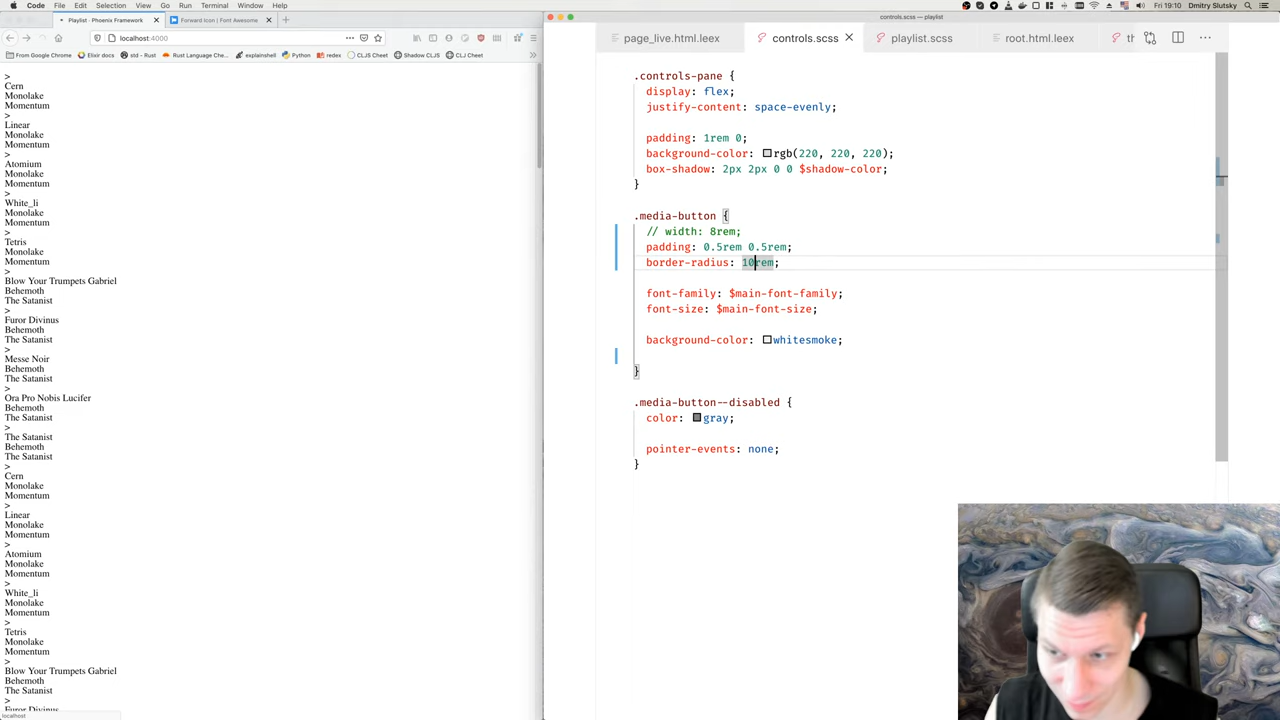 Code File Edit Selection View Go Run Terminal Window Help
Fri 19:10 Dmitry Slutsky
Playlist · Phoenix Framework
Forward Icon | Font Awesome
localhost:4000
From Google Chrome Elixir docs std - Rust Rust Language Che… explainshell Python redex CLJS Cheet Shadow CLJS CLJ Cheet
>
Cern
Monolake
Momentum
>
Linear
Monolake
Momentum
>
Atomium
Monolake
Momentum
>
White_li
Monolake
Momentum
>
Tetris
Monolake
Momentum
>
Blow Your Trumpets Gabriel
Behemoth
The Satanist
>
Furor Divinus
Behemoth
The Satanist
>
Messe Noir
Behemoth
The Satanist
>
Ora Pro Nobis Lucifer
Behemoth
The Satanist
>
The Satanist
Behemoth
The Satanist
>
Cern
Monolake
Momentum
>
Linear
Monolake
Momentum
>
Atomium
Monolake
Momentum
>
White_li
Monolake
Momentum
>
Tetris
Monolake
Momentum
>
Blow Your Trumpets Gabriel
Behemoth
The Satanist
>
Furor Divinus
localhost
controls.scss — playlist
page_live.html.leex controls.scss playlist.scss root.html.leex th
.controls-pane {
display: flex;
justify-content: space-evenly;
padding: 1rem 0;
background-color: rgb(220, 220, 220);
box-shadow: 2px 2px 0 0 $shadow-color;
}
.media-button {
// width: 8rem;
padding: 0.5rem 0.5rem;
border-radius: 10rem;
font-family: $main-font-family;
font-size: $main-font-size;
background-color: whitesmoke;
}
.media-button--disabled {
color: gray;
pointer-events: none;
}